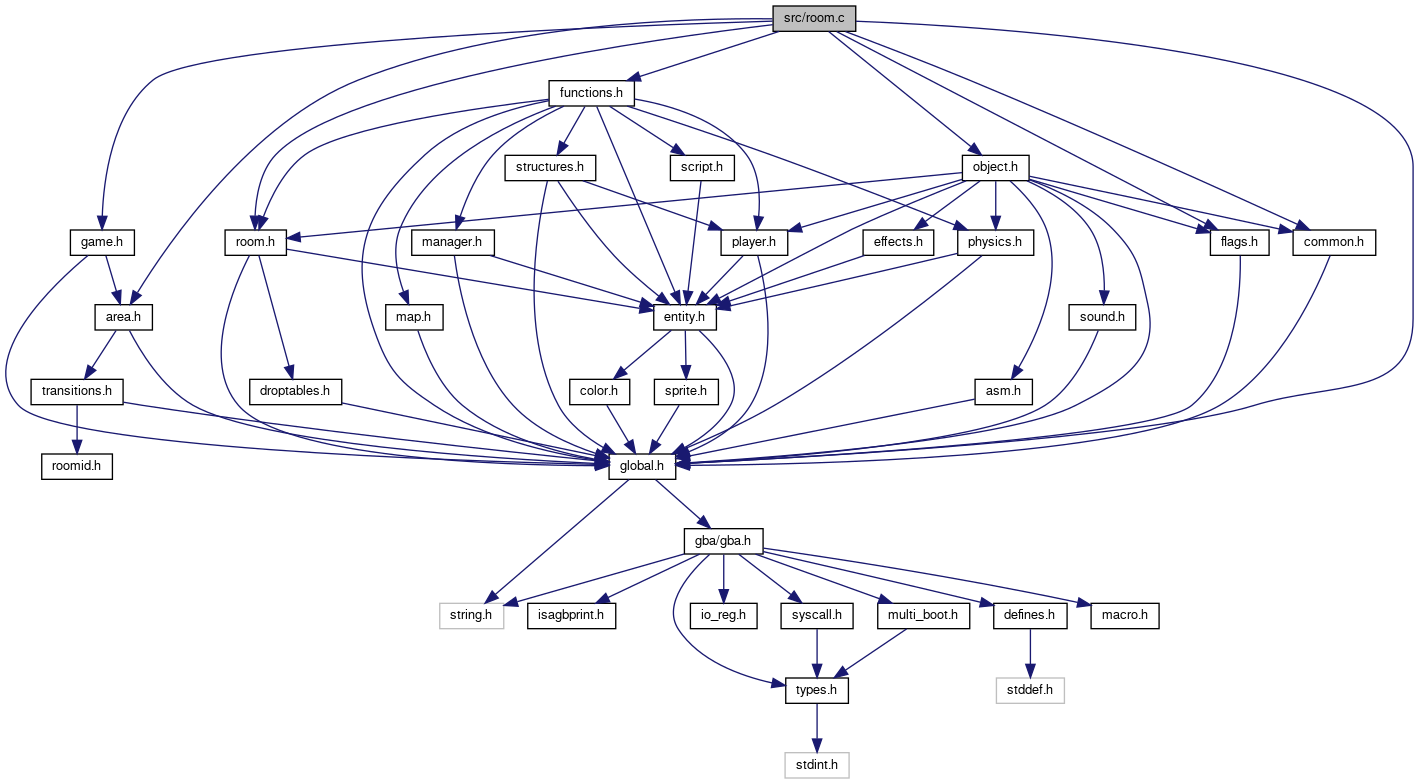 src/room.c
functions.h
structures.h
script.h
object.h
game.h
room.h
manager.h
player.h
effects.h
physics.h
flags.h
common.h
area.h
map.h
entity.h
sound.h
transitions.h
droptables.h
color.h
sprite.h
asm.h
roomid.h
global.h
gba/gba.h
string.h
isagbprint.h
io_reg.h
syscall.h
multi_boot.h
defines.h
macro.h
types.h
stddef.h
stdint.h